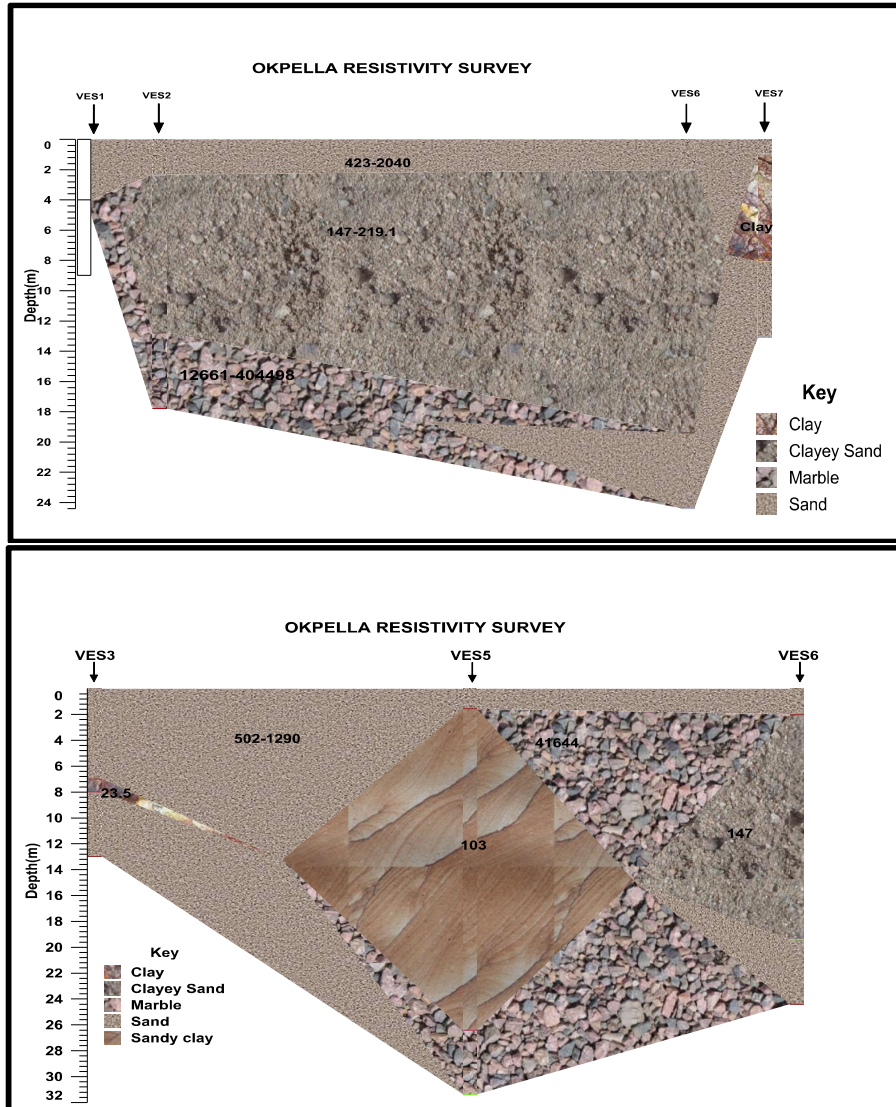 OKPELLA RESISTIVITY SURVEY
VES1 VES2 VES6 VES7
0
2
4
6
8
10
12
14
16
18
20
22
24
Depth(m)
423-2040
147-219.1
Clay
12661-404498
Key
Clay
Clayey Sand
Marble
Sand
OKPELLA RESISTIVITY SURVEY
VES3 VES5 VES6
0
2
4
6
8
10
12
14
16
18
20
22
24
26
28
30
32
Depth(m)
502-1290
41644
23.5
103
147
Key
Clay
Clayey Sand
Marble
Sand
Sandy clay